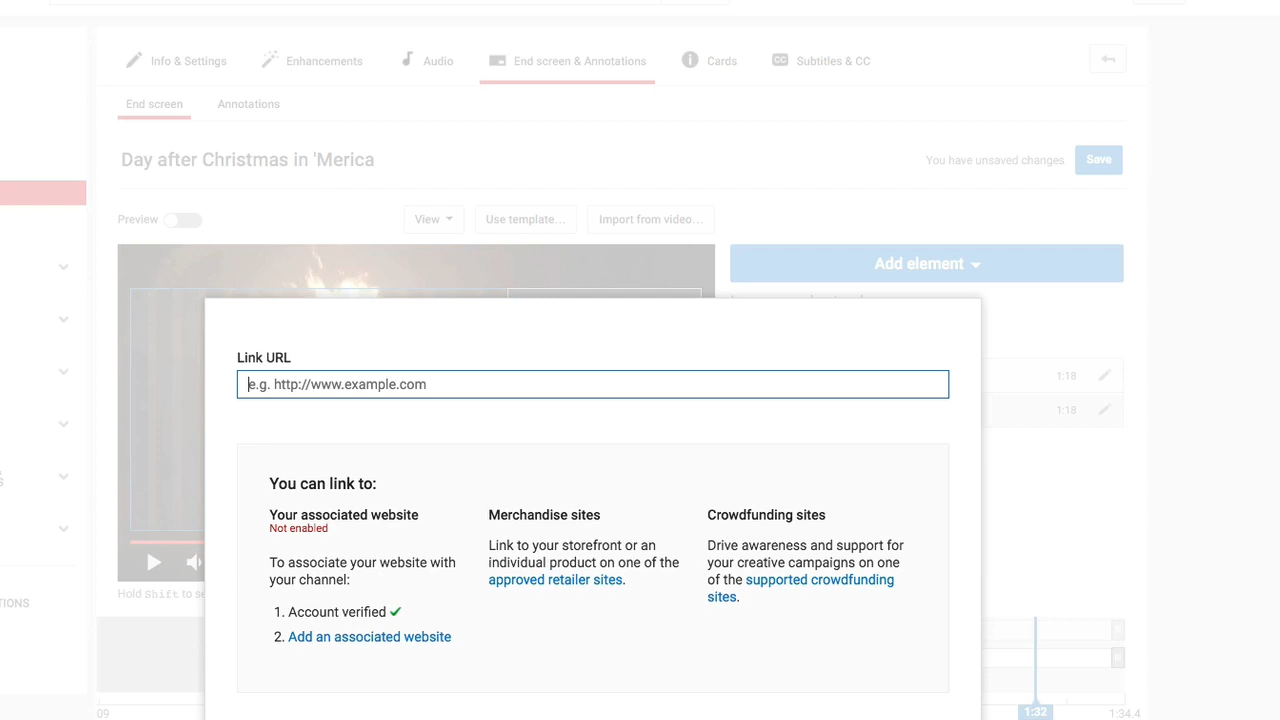 Info & Settings
Enhancements
Audio
End screen & Annotations
Cards
CC
Subtitles & CC
End screen
Annotations
Day after Christmas in 'Merica
You have unsaved changes
Save
Preview
View
Use template...
Import from video...
Add element
Link URL
e.g. http://www.example.com
1:18
1:18
You can link to:
Your associated website
Not enabled
To associate your website with
your channel:
1. Account verified
2. Add an associated website
Merchandise sites
Link to your storefront or an
individual product on one of the
approved retailer sites.
Crowdfunding sites
Drive awareness and support for
your creative campaigns on one
of the supported crowdfunding
sites.
Hold Shift to se
TIONS
S
09
1:32
1:34.4